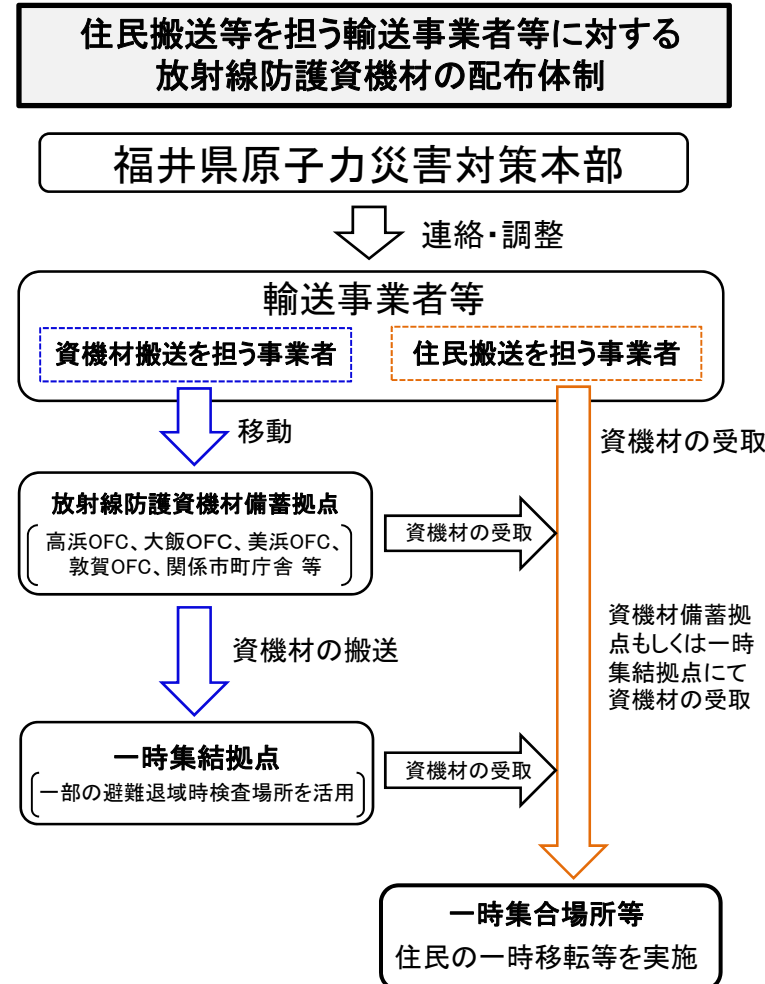 住民搬送等を担う輸送事業者等に対する
放射線防護資機材の配布体制
福井県原子力災害対策本部
連絡・調整
輸送事業者等
資機材搬送を担う事業者
住民搬送を担う事業者
移動
資機材の受取
放射線防護資機材備蓄拠点
高浜OFC、大飯OFC、美浜OFC、
敦賀OFC、関係市町庁舎 等
資機材の受取
資機材の搬送
資機材備蓄拠
点もしくは一時
集結拠点にて
資機材の受取
一時集結拠点
一部の避難退域時検査場所を活用
資機材の受取
一時集合場所等
住民の一時移転等を実施